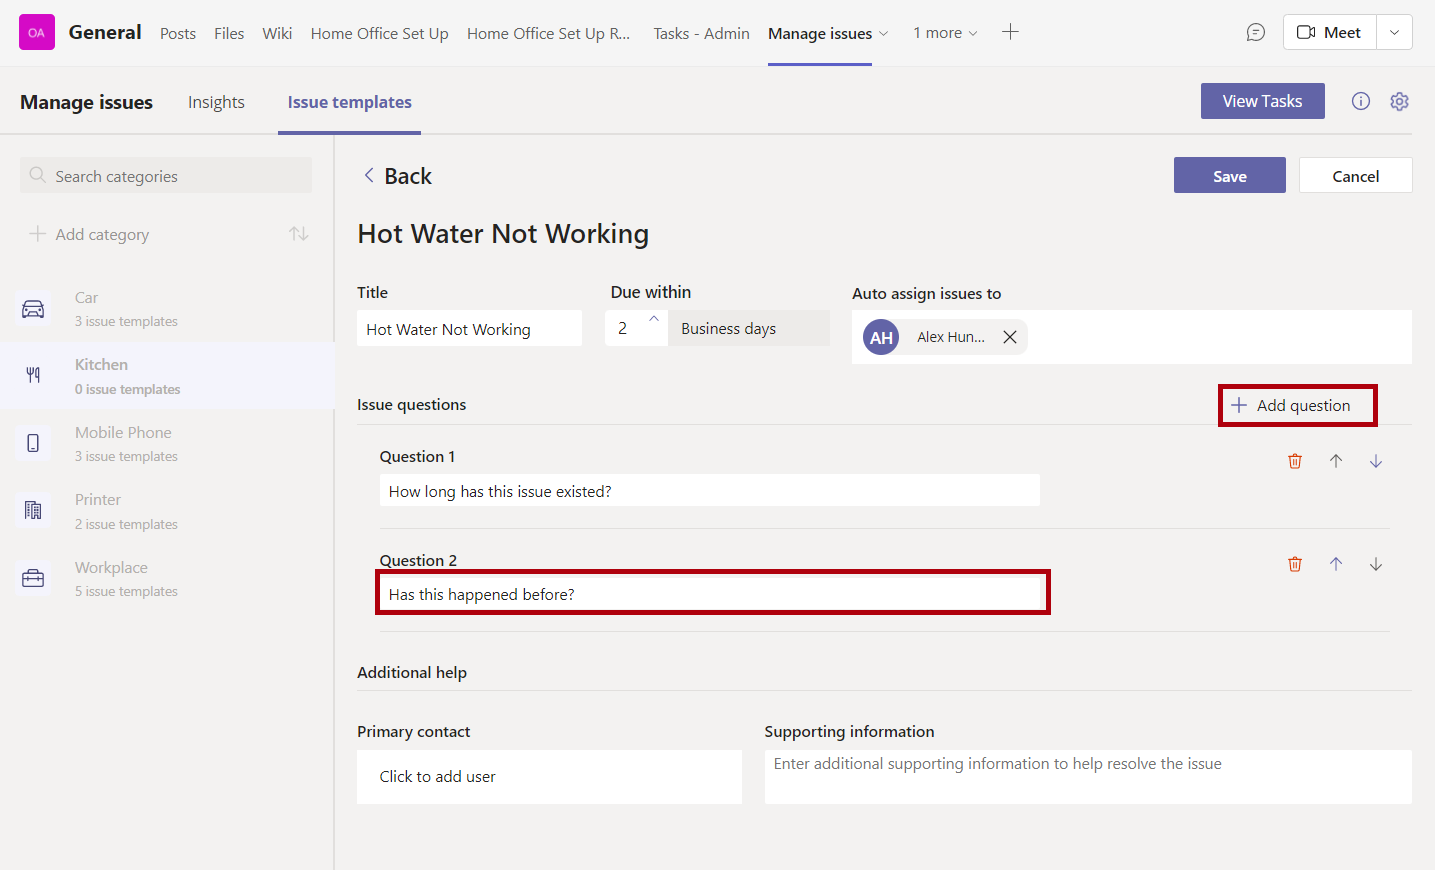 OA General Posts Files Wiki Home Office Set Up Home Office Set Up R... Tasks - Admin Manage issues 1 more Meet
Manage issues Insights Issue templates View Tasks
Search categories
Add category
Car
3 issue templates
Kitchen
0 issue templates
Mobile Phone
3 issue templates
Printer
2 issue templates
Workplace
5 issue templates
Back Save Cancel
Hot Water Not Working
Title Due within Auto assign issues to
Hot Water Not Working 2 Business days AH Alex Hun...
Issue questions Add question
Question 1
How long has this issue existed?
Question 2
Has this happened before?
Additional help
Primary contact Supporting information
Click to add user Enter additional supporting information to help resolve the issue